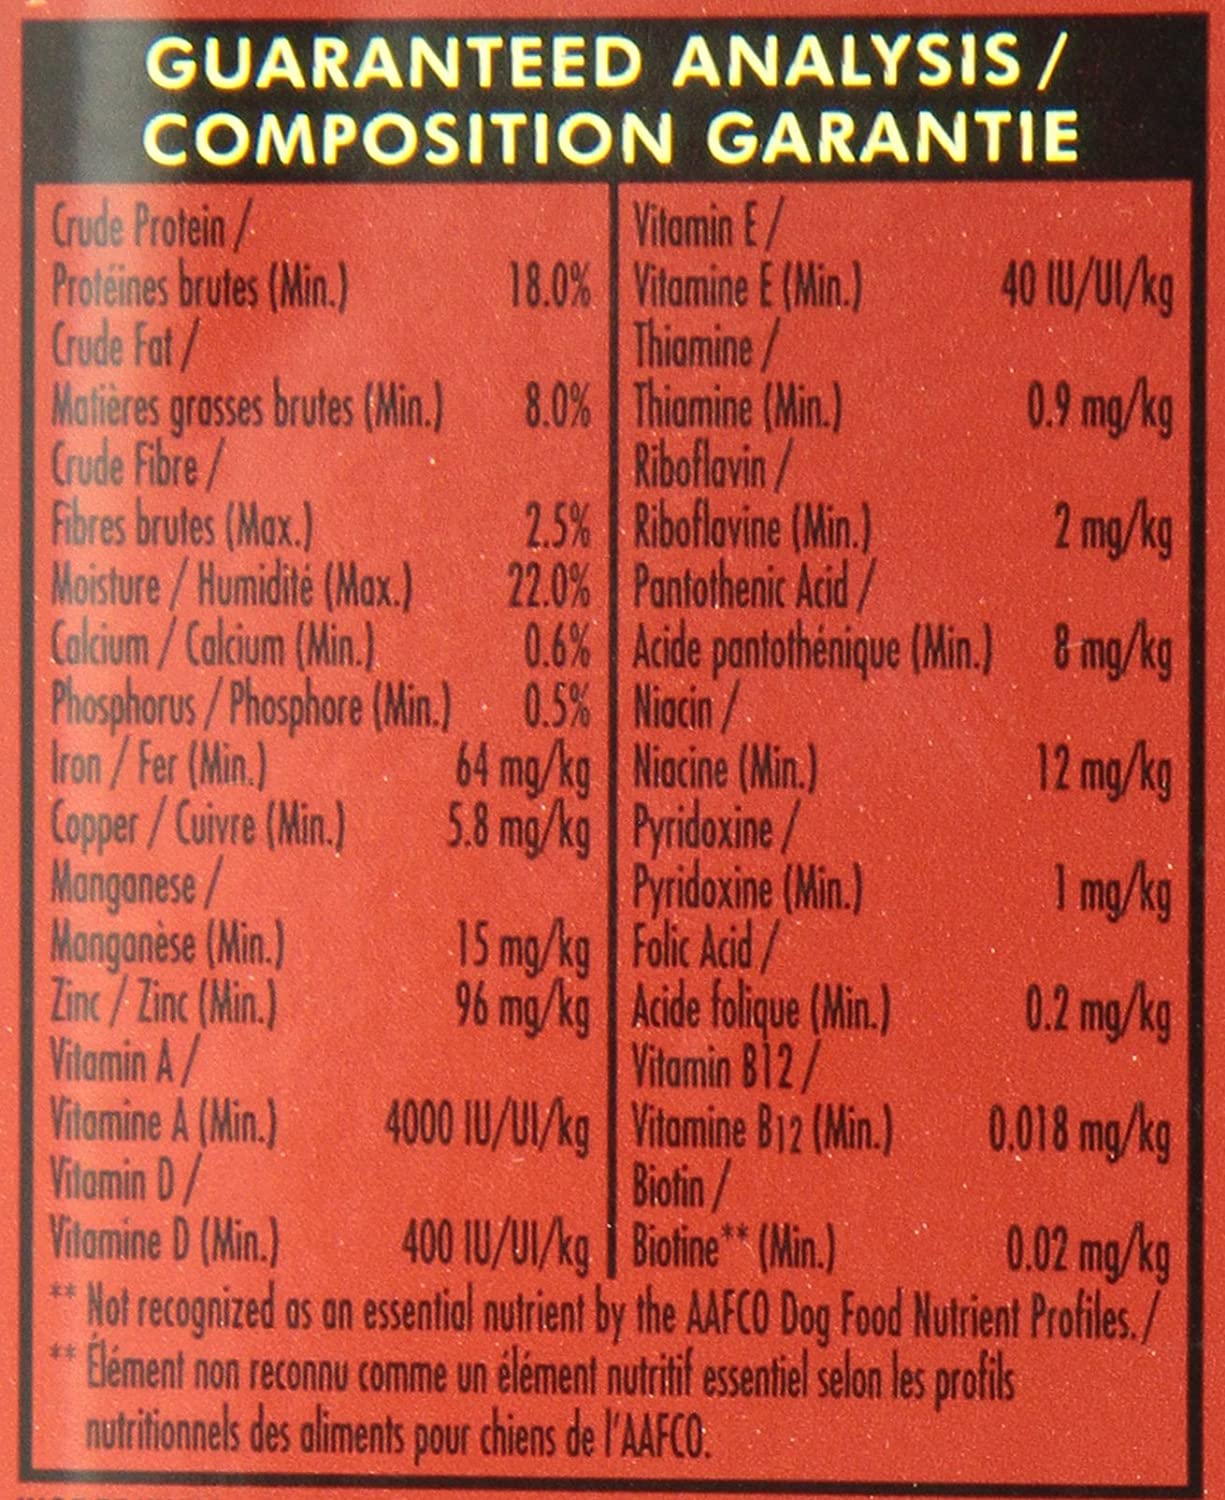 GUARANTEED ANALYSIS /
COMPOSITION GARANTIE
Crude Protein /
Protéines brutes (Min.) 18.0%
Crude Fat /
Matières grasses brutes (Min.) 8.0%
Crude Fibre /
Fibres brutes (Max.) 2.5%
Moisture / Humidité (Max.) 22.0%
Calcium / Calcium (Min.) 0.6%
Phosphorus / Phosphore (Min.) 0.5%
Iron / Fer (Min.) 64 mg/kg
Copper / Cuivre (Min.) 5.8 mg/kg
Manganese /
Manganèse (Min.) 15 mg/kg
Zinc / Zinc (Min.) 96 mg/kg
Vitamin A /
Vitamine A (Min.) 4000 IU/UI/kg
Vitamin D /
Vitamine D (Min.) 400 IU/UI/kg
Vitamin E /
Vitamine E (Min.) 40 IU/UI/kg
Thiamine /
Thiamine (Min.) 0.9 mg/kg
Riboflavin /
Riboflavine (Min.) 2 mg/kg
Pantothenic Acid /
Acide pantothénique (Min.) 8 mg/kg
Niacin /
Niacine (Min.) 12 mg/kg
Pyridoxine /
Pyridoxine (Min.) 1 mg/kg
Folic Acid /
Acide folique (Min.) 0.2 mg/kg
Vitamin B12 /
Vitamine B12 (Min.) 0.018 mg/kg
Biotin /
Biotine** (Min.) 0.02 mg/kg
** Not recognized as an essential nutrient by the AAFCO Dog Food Nutrient Profiles. /
** Élément non reconnu comme un élément nutritif essentiel selon les profils
nutritionnels des aliments pour chiens de l'AAFCO.